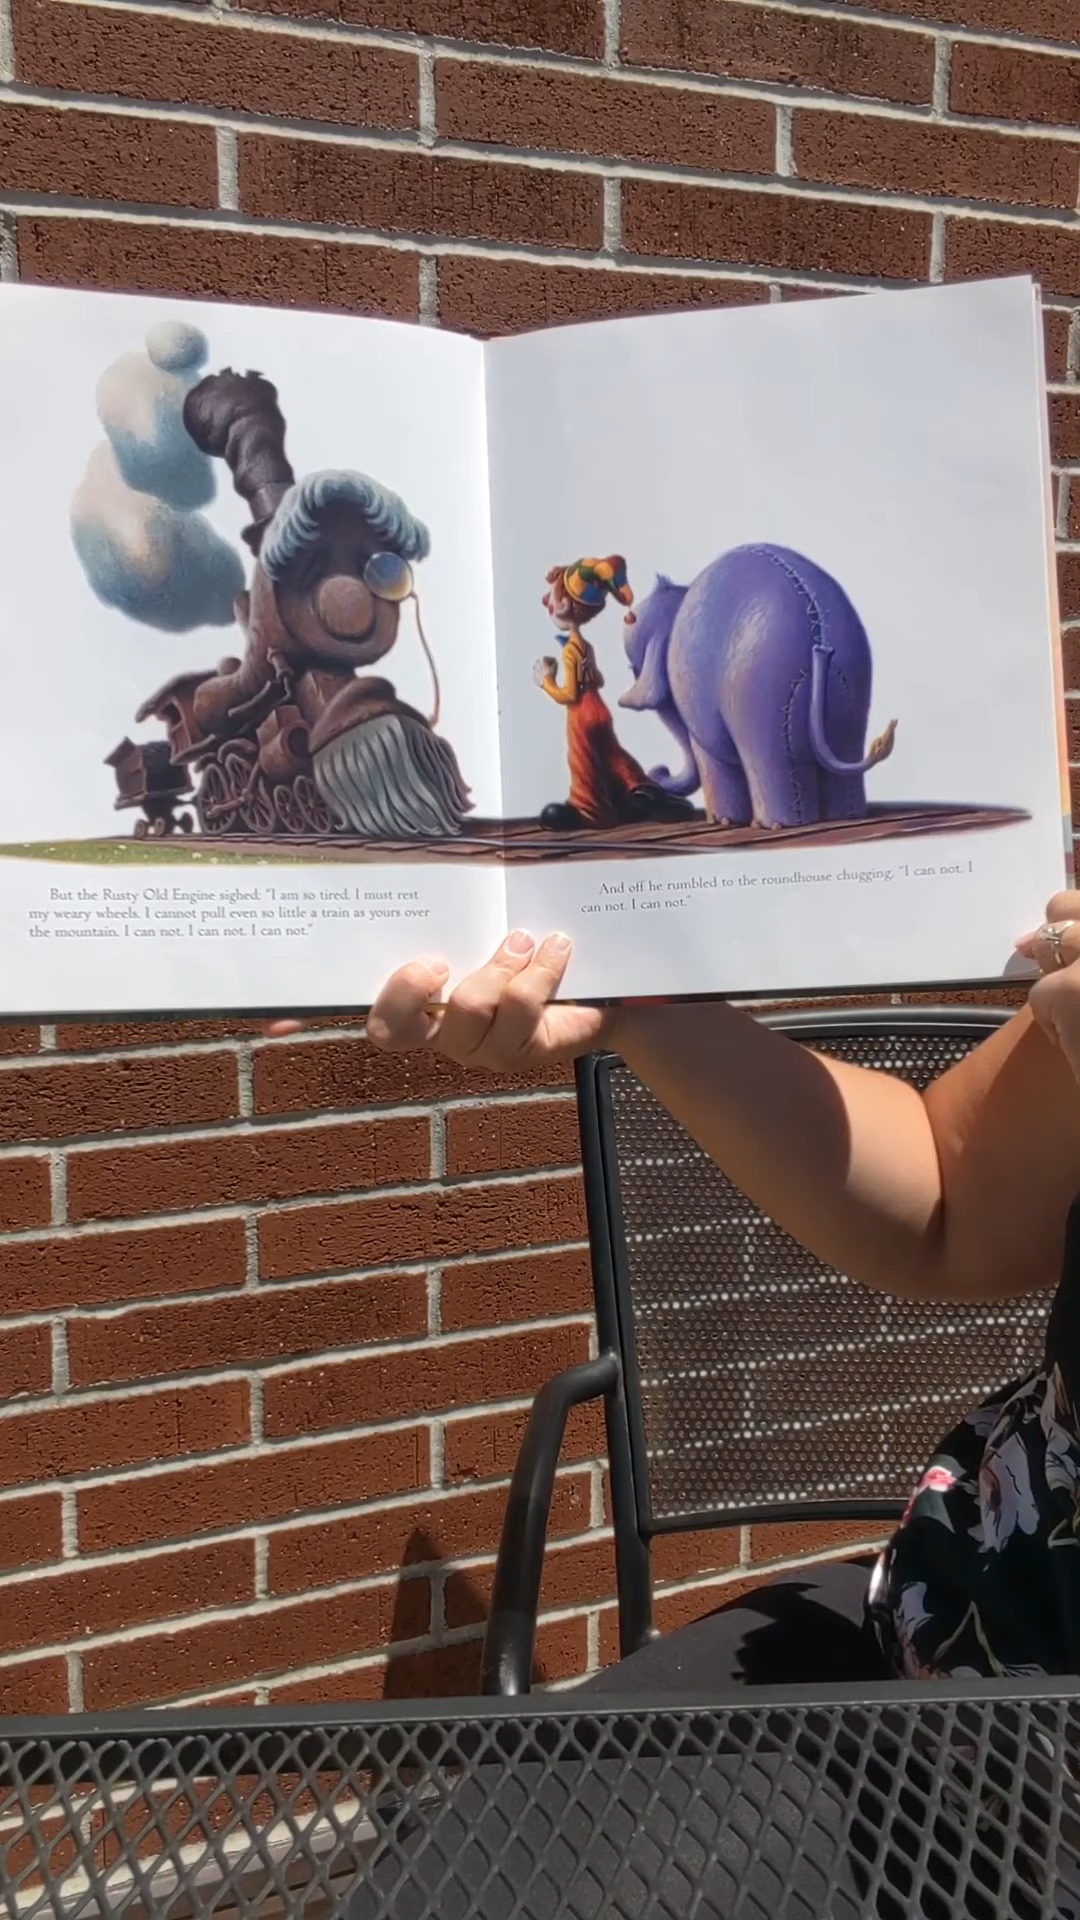 But the Rusty Old Engine sighed: "I am so tired. I must rest
my weary wheels. I cannot pull even so little a train as yours over
the mountain. I can not. I can not. I can not."
And off he rumbled to the roundhouse chugging, "I can not. I
can not. I can not."